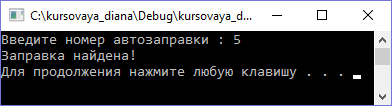 C:\kursovaya_diana\Debug\kursovaya_d...
Введите номер автозаправки : 5
Заправка найдена!
Для продолжения нажмите любую клавишу . . .